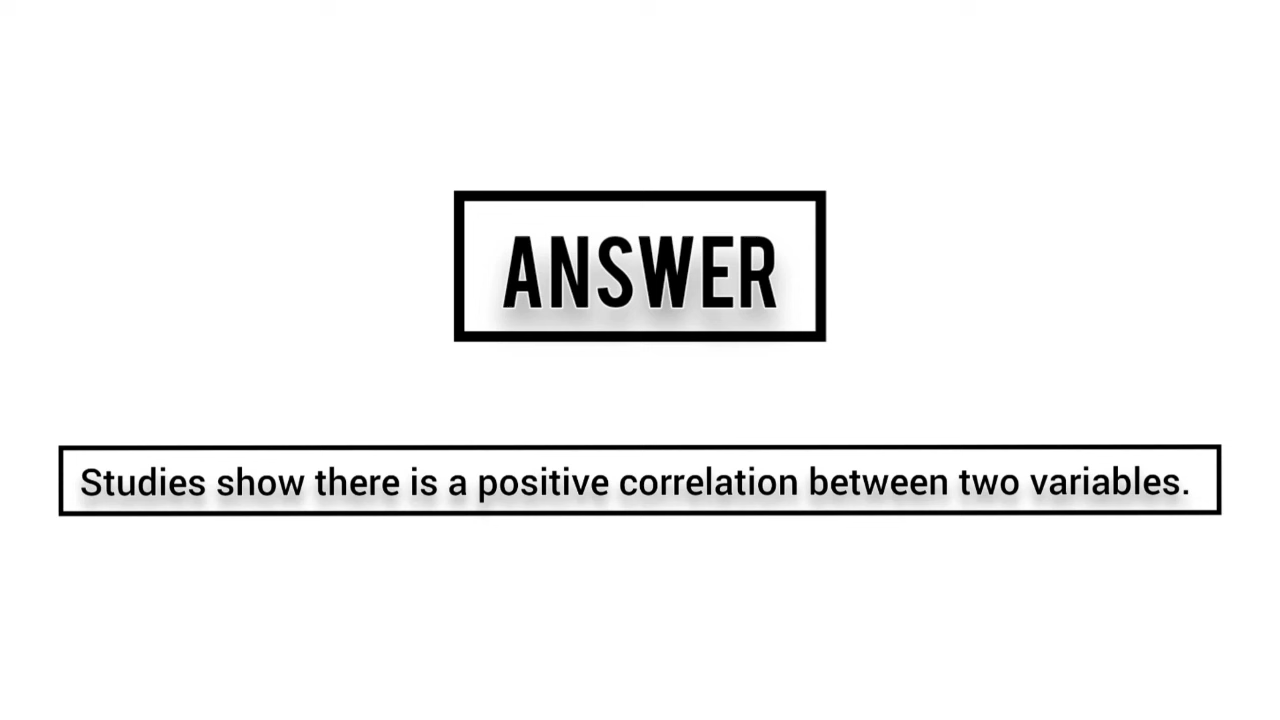 ANSWER
Studies show there is a positive correlation between two variables.